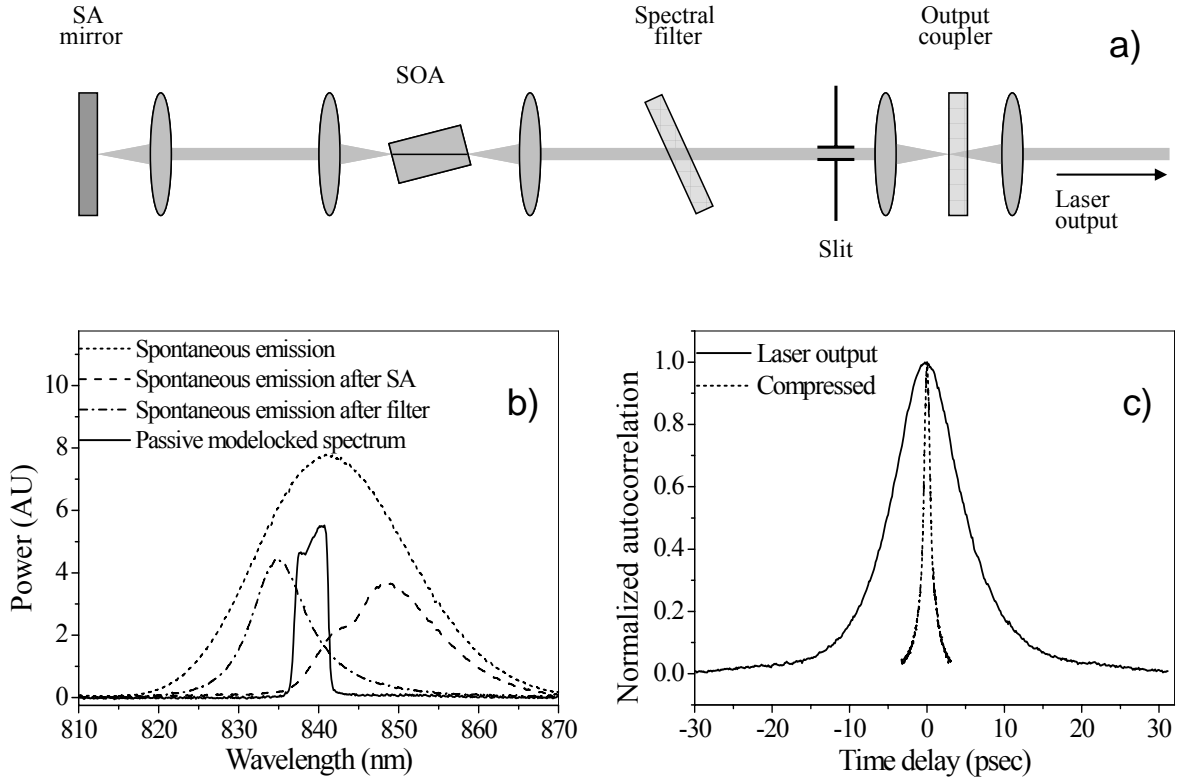 SA
mirror
SOA
Spectral
filter
Output
coupler
a)
Slit
Laser
output
Spontaneous emission
Spontaneous emission after SA
Spontaneous emission after filter
Passive modelocked spectrum
b)
10
8
6
4
2
0
Power (AU)
810 820 830 840 850 860 870
Wavelength (nm)
Laser output
Compressed
c)
1.0
0.8
0.6
0.4
0.2
0.0
Normalized autocorrelation
-30 -20 -10 0 10 20 30
Time delay (psec)